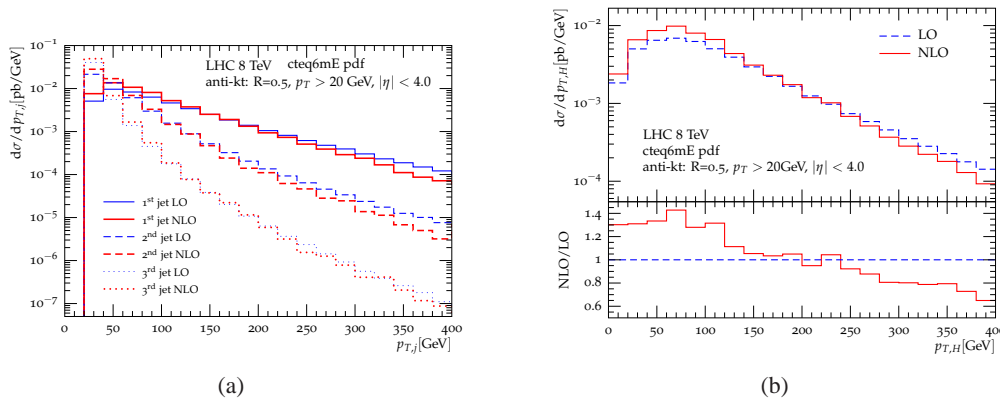 dσ/dp_{T,j}[pb/GeV]
10^{-1}
10^{-2}
10^{-3}
10^{-4}
10^{-5}
10^{-6}
10^{-7}
LHC 8 TeV cteq6mE pdf
anti-kt: R=0.5, p_T > 20 GeV, |η| < 4.0
1st jet LO
1st jet NLO
2nd jet LO
2nd jet NLO
3rd jet LO
3rd jet NLO
0 50 100 150 200 250 300 350 400
p_{T,j}[GeV]
(a)
dσ/dp_{T,H}[pb/GeV]
10^{-2}
10^{-3}
10^{-4}
LO
NLO
LHC 8 TeV
cteq6mE pdf
anti-kt: R=0.5, p_T > 20GeV, |η| < 4.0
NLO/LO
1.4
1.2
1
0.8
0.6
0 50 100 150 200 250 300 350 400
p_{T,H}[GeV]
(b)